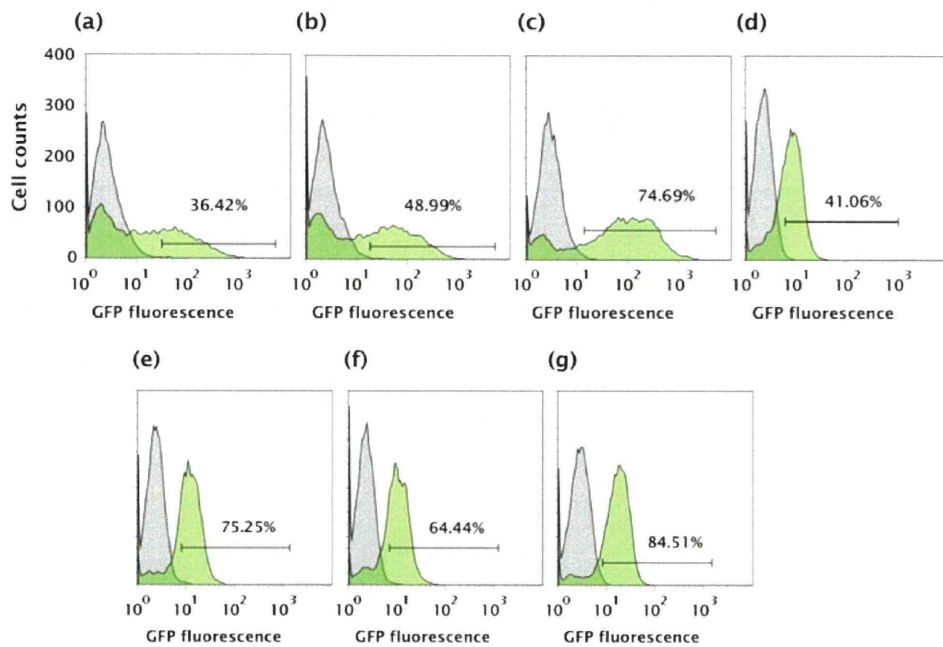 (a) (b) (c) (d)
400
300
200
100
0
Cell counts
36.42% 48.99% 74.69% 41.06%
10⁰ 10¹ 10² 10³ 10⁰ 10¹ 10² 10³ 10⁰ 10¹ 10² 10³ 10⁰ 10¹ 10² 10³
GFP fluorescence GFP fluorescence GFP fluorescence GFP fluorescence
(e) (f) (g)
75.25% 64.44% 84.51%
10⁰ 10¹ 10² 10³ 10⁰ 10¹ 10² 10³ 10⁰ 10¹ 10² 10³
GFP fluorescence GFP fluorescence GFP fluorescence